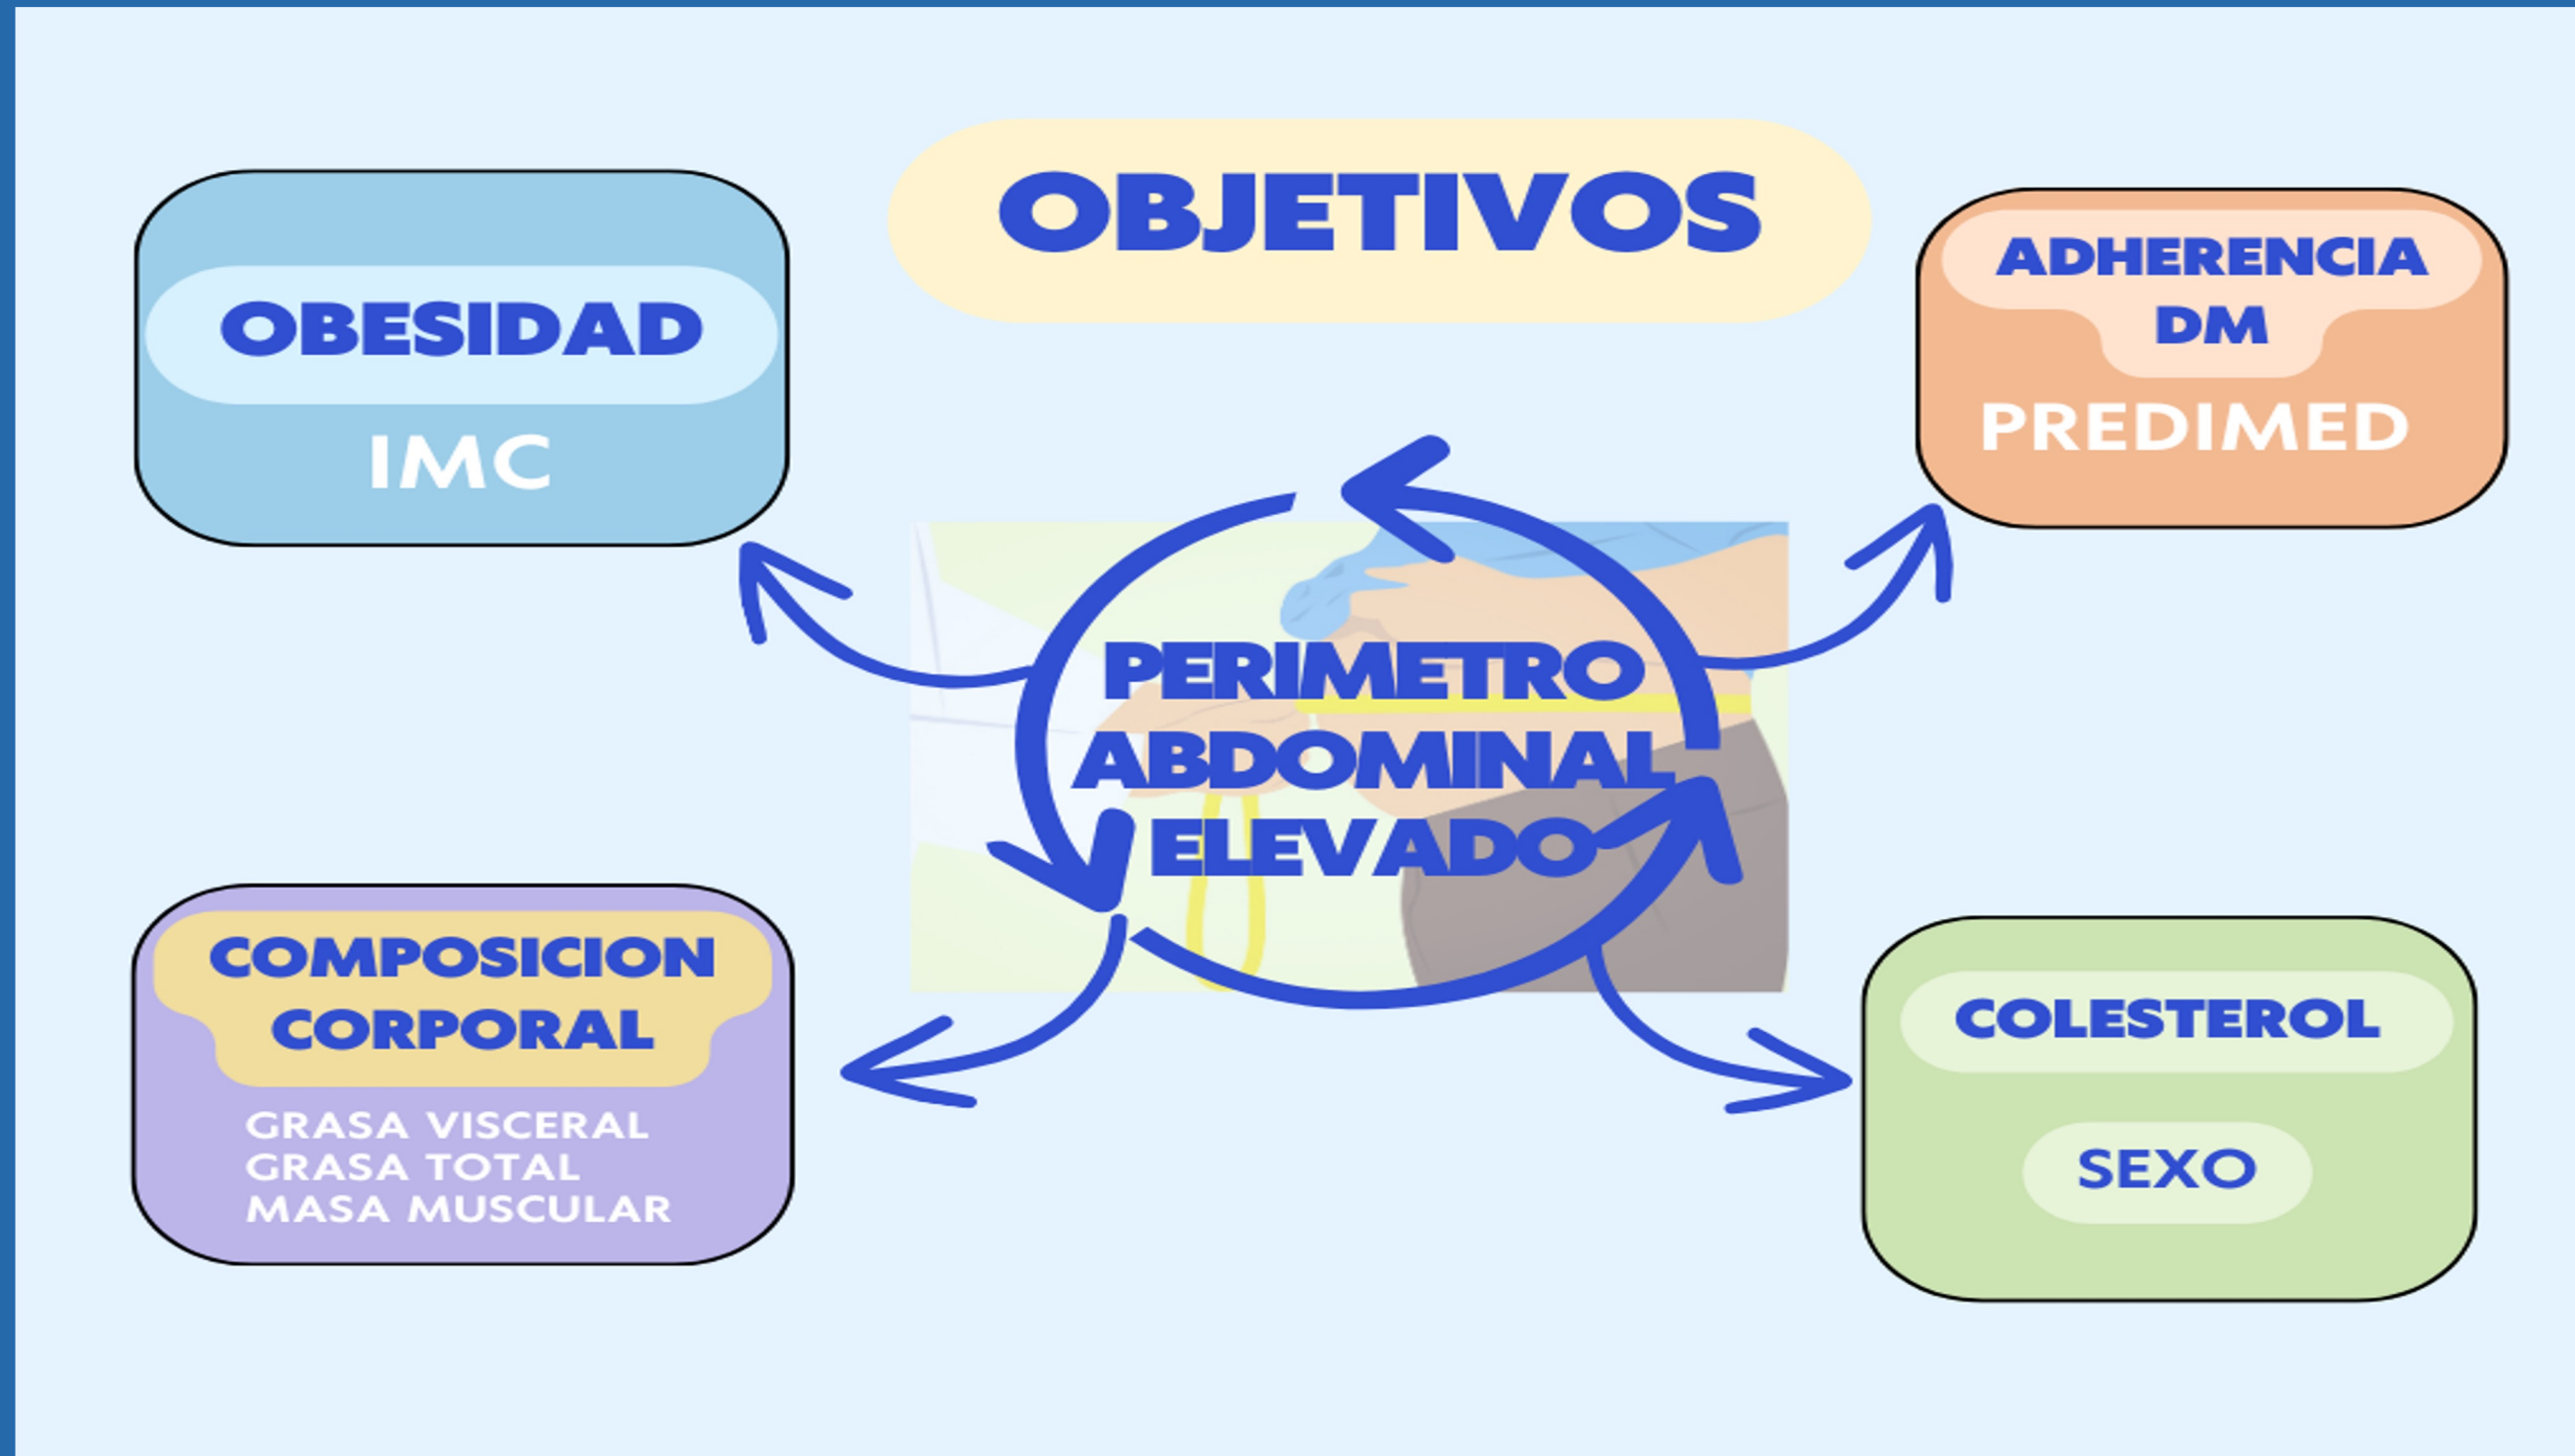 OBJETIVOS
OBESIDAD
IMC
ADHERENCIA
DM
PREDIMED
PERIMETRO
ABDOMINAL
ELEVADO
COMPOSICION
CORPORAL
GRASA VISCERAL
GRASA TOTAL
MASA MUSCULAR
COLESTEROL
SEXO